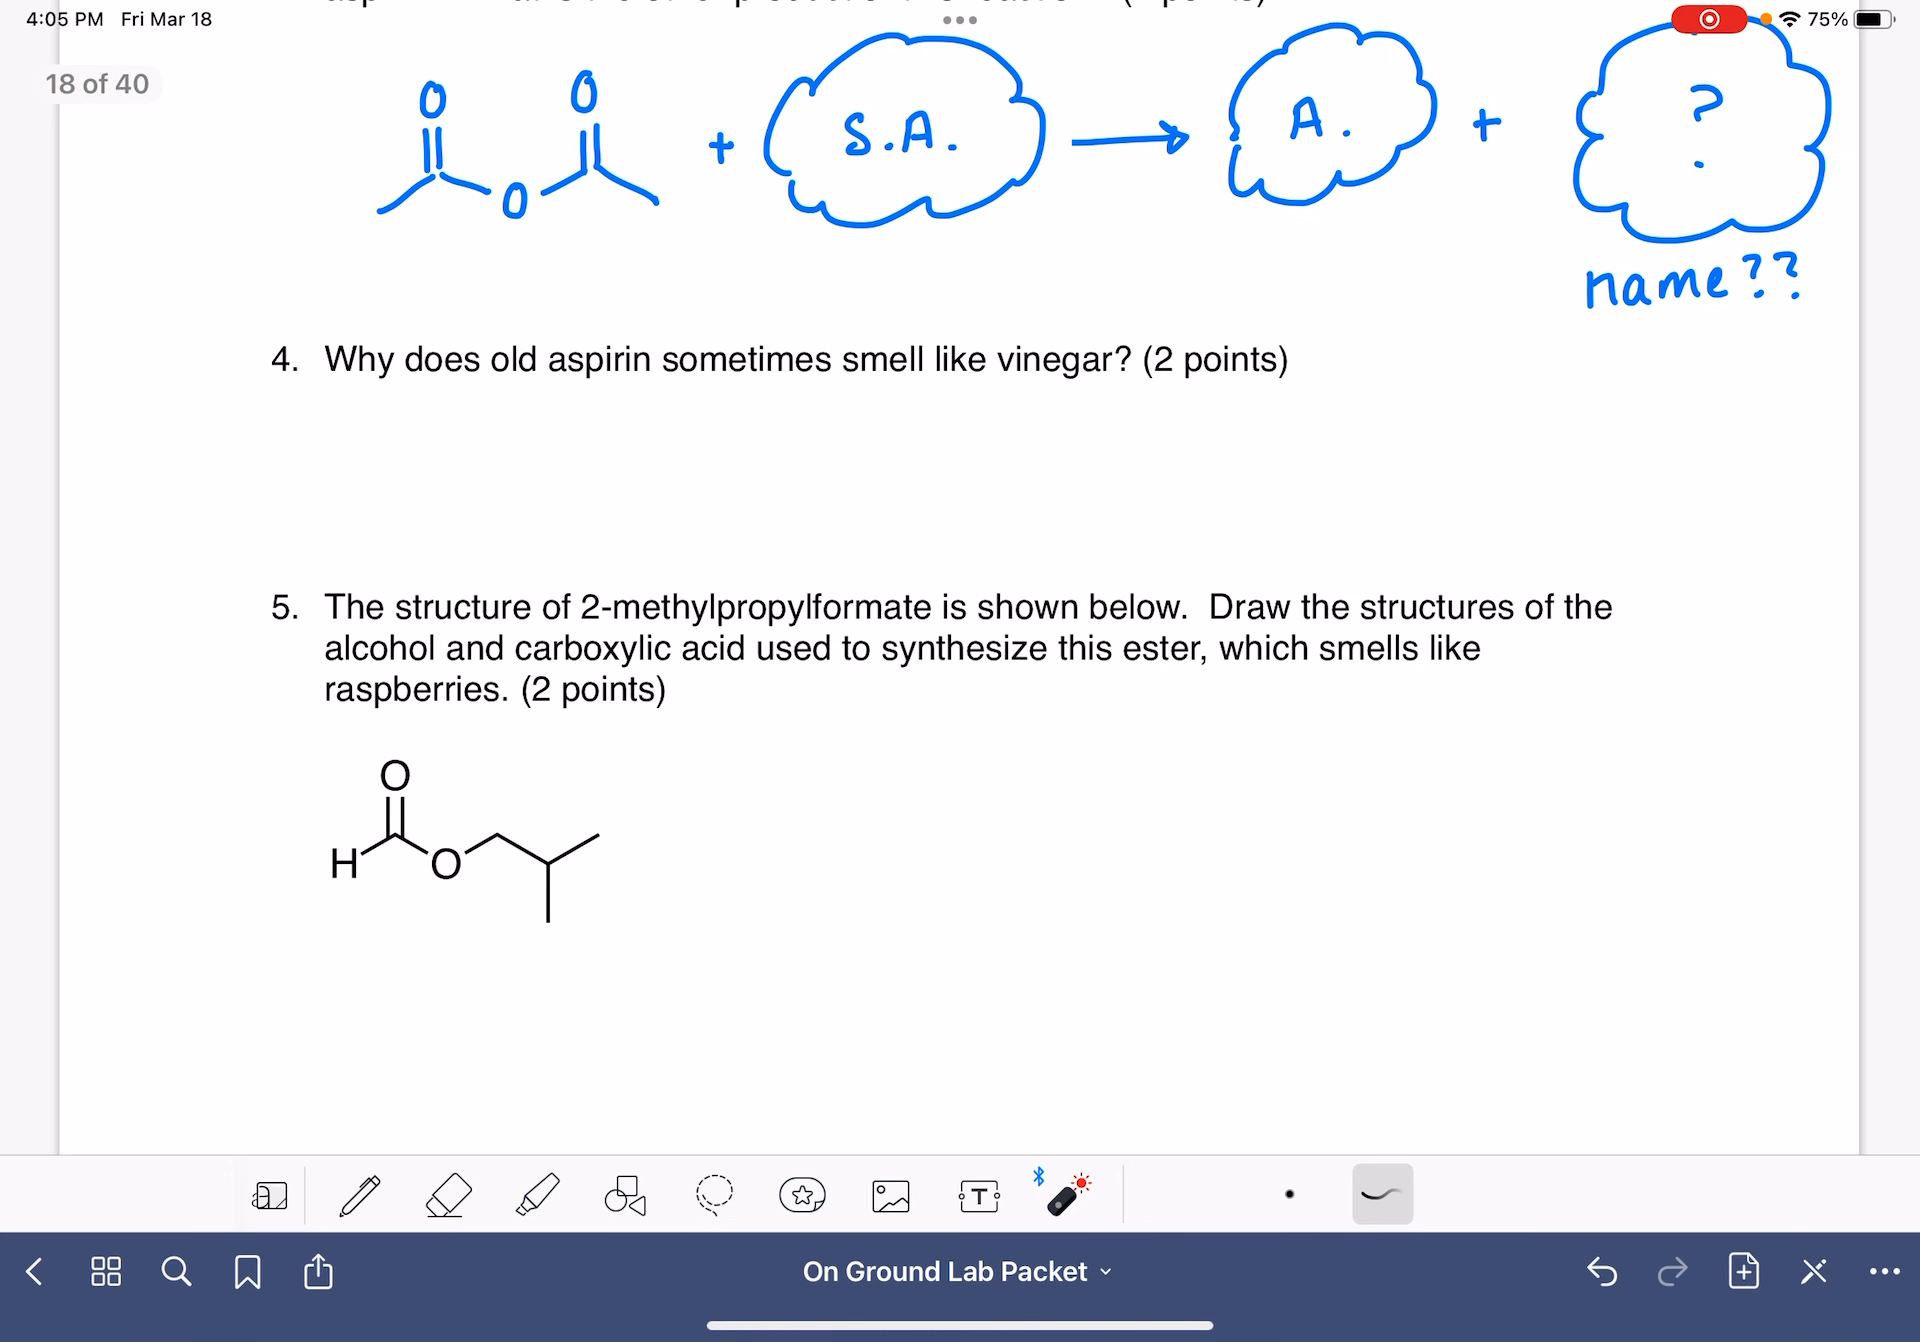 4:05 PM Fri Mar 18
75%
18 of 40
O O
O + S.A. → A. + ?
name??
4. Why does old aspirin sometimes smell like vinegar? (2 points)
5. The structure of 2-methylpropylformate is shown below. Draw the structures of the
alcohol and carboxylic acid used to synthesize this ester, which smells like
raspberries. (2 points)
O
H O
a T
On Ground Lab Packet